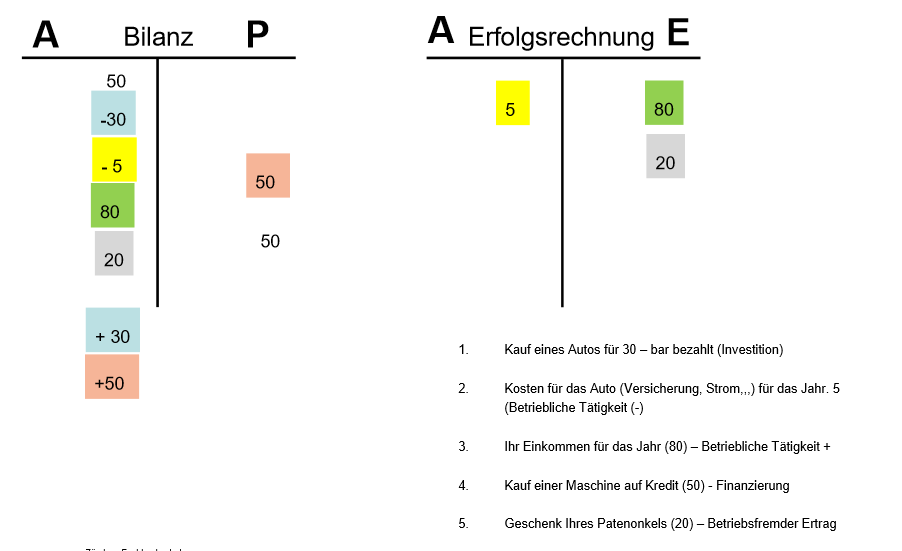 A Bilanz P
50
-30
- 5
80
20
+ 30
+50
50
50
A Erfolgsrechnung E
5
80
20
1. Kauf eines Autos für 30 – bar bezahlt (Investition)
2. Kosten für das Auto (Versicherung, Strom,,,) für das Jahr. 5
(Betriebliche Tätigkeit (-)
3. Ihr Einkommen für das Jahr (80) – Betriebliche Tätigkeit +
4. Kauf einer Maschine auf Kredit (50) - Finanzierung
5. Geschenk Ihres Patenonkels (20) – Betriebsfremder Ertrag